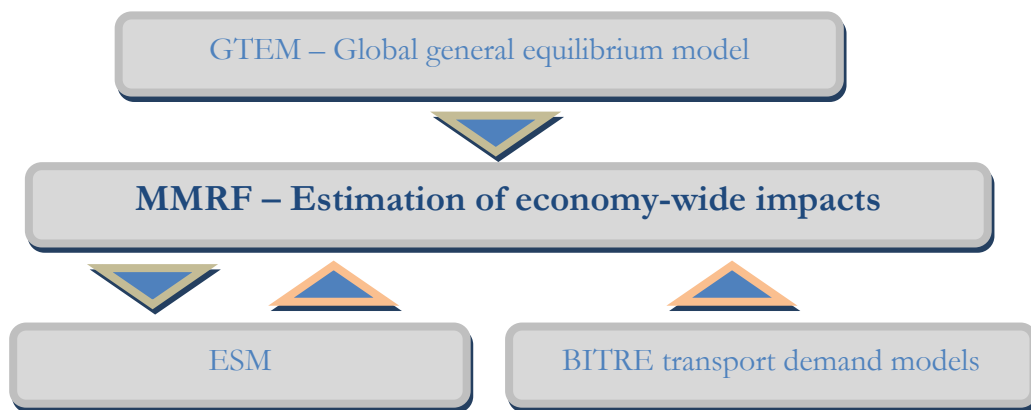 GTEM – Global general equilibrium model
MMRF – Estimation of economy-wide impacts
ESM
BITRE transport demand models